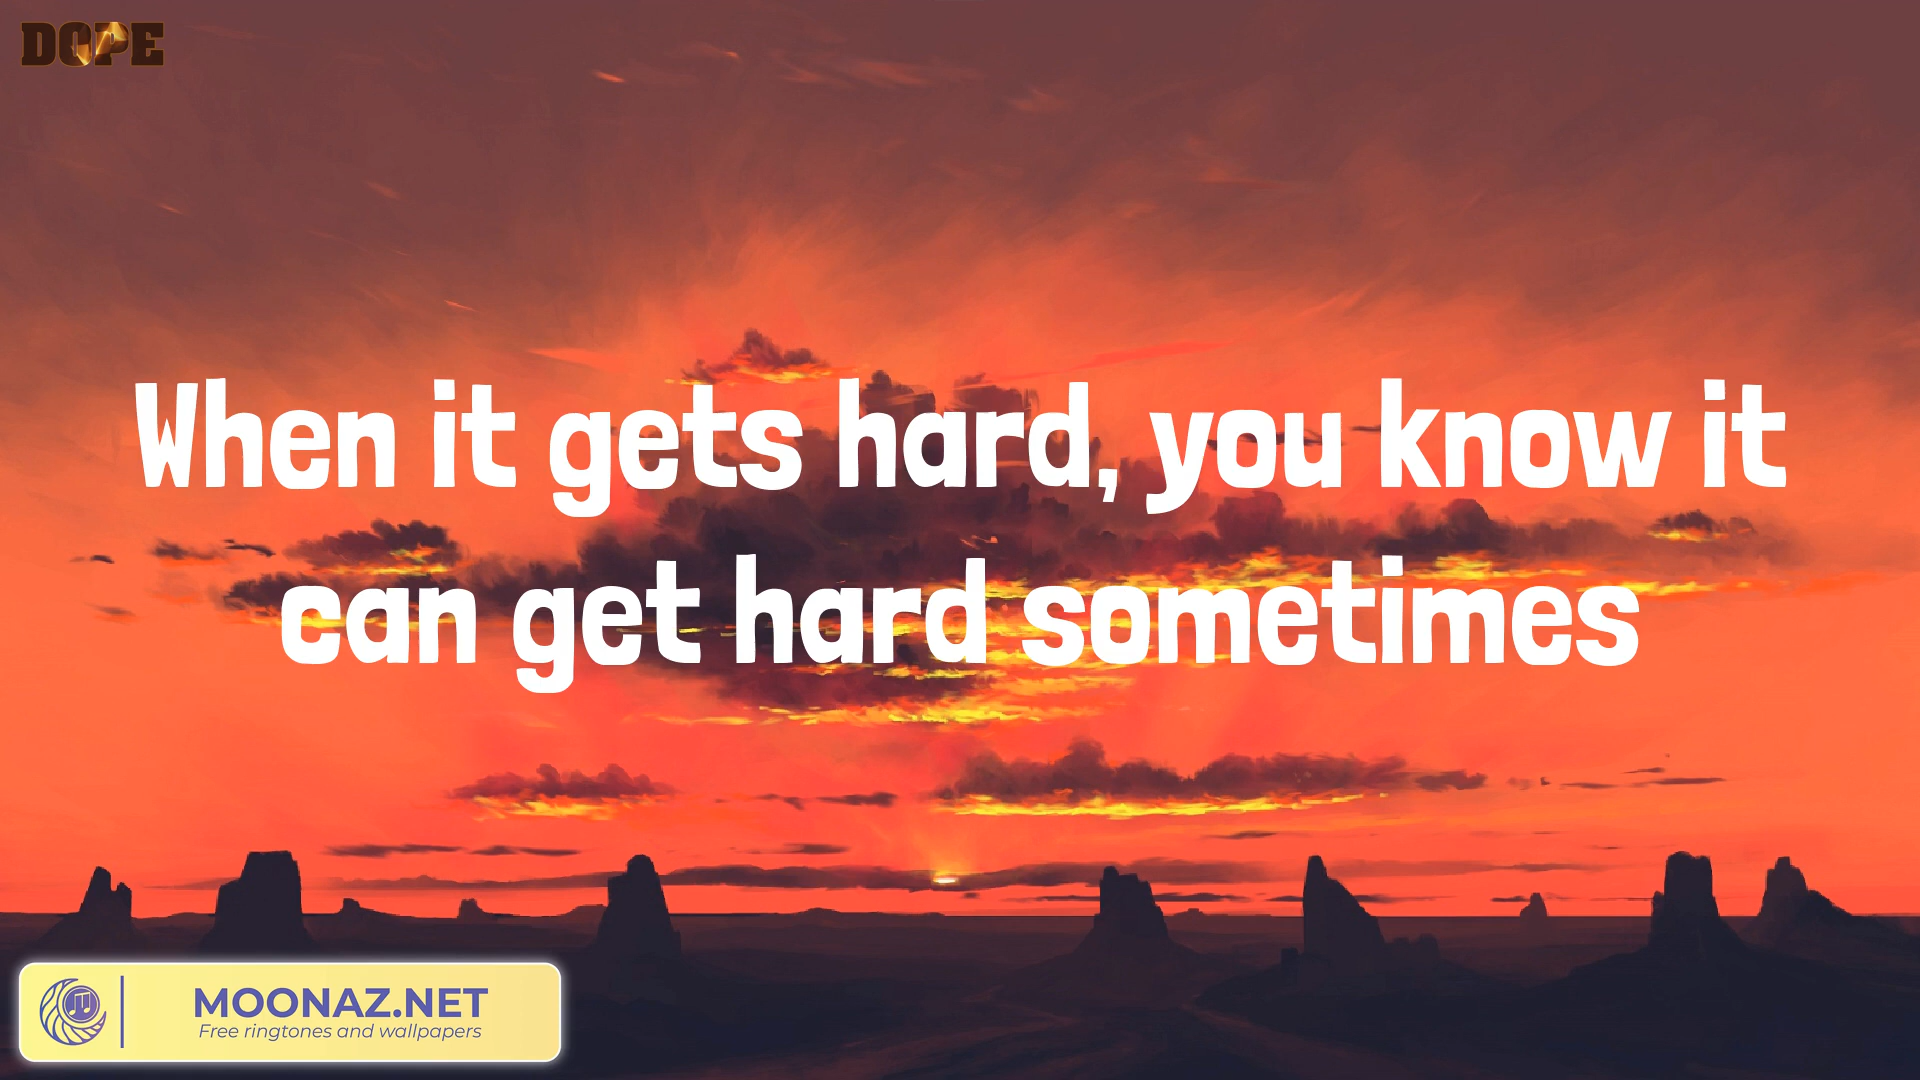 DOPE
When it gets hard, you know it
can get hard sometimes
MOONAZ.NET
Free ringtones and wallpapers